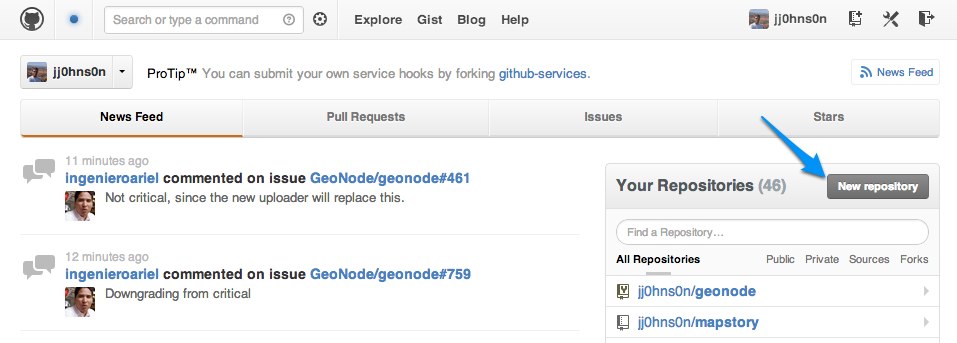 Search or type a command
Explore Gist Blog Help
jj0hns0n
jj0hns0n
ProTip™ You can submit your own service hooks by forking github-services.
News Feed
News Feed
Pull Requests
Issues
Stars
11 minutes ago
ingenieroariel commented on issue GeoNode/geonode#461
Not critical, since the new uploader will replace this.
12 minutes ago
ingenieroariel commented on issue GeoNode/geonode#759
Downgrading from critical
Your Repositories (46)
New repository
Find a Repository…
All Repositories Public Private Sources Forks
jj0hns0n/geonode
jj0hns0n/mapstory